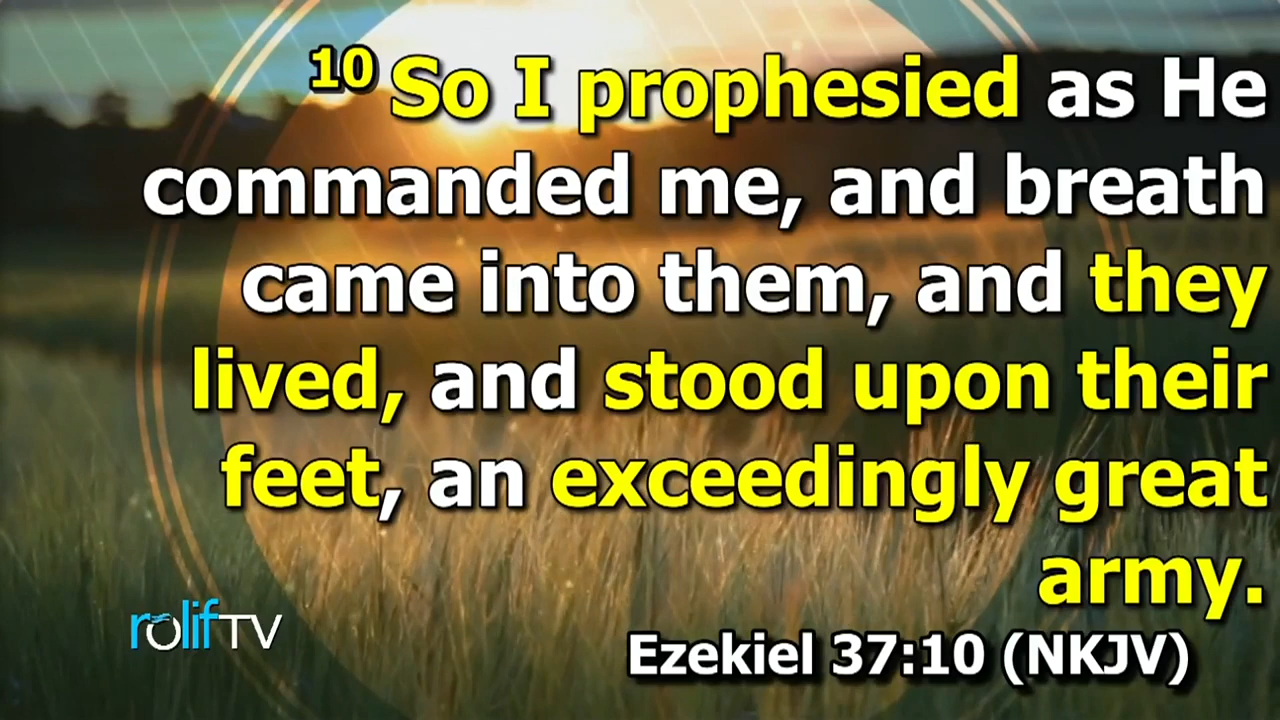 10 So I prophesied as He
commanded me, and breath
came into them, and they
lived, and stood upon their
feet, an exceedingly great
army.
Ezekiel 37:10 (NKJV)
rolifTV